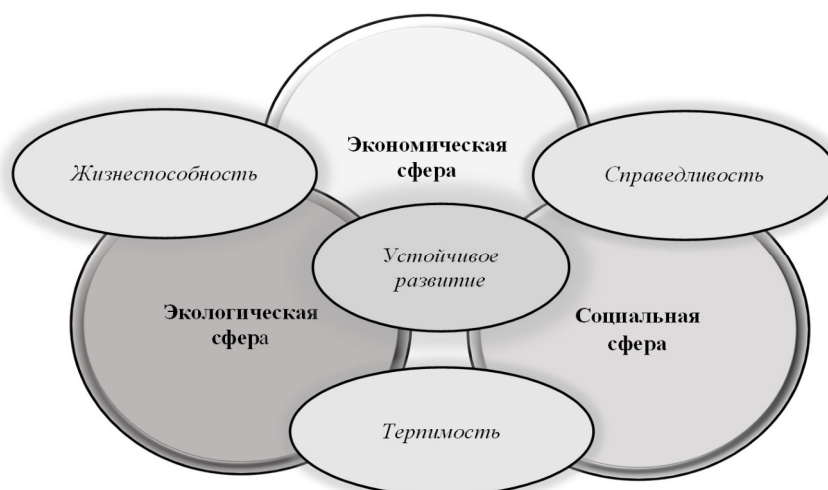 Экономическая
сфера
Жизнеспособность
Справедливость
Устойчивое
развитие
Экологическая
сфера
Социальная
сфера
Терпимость